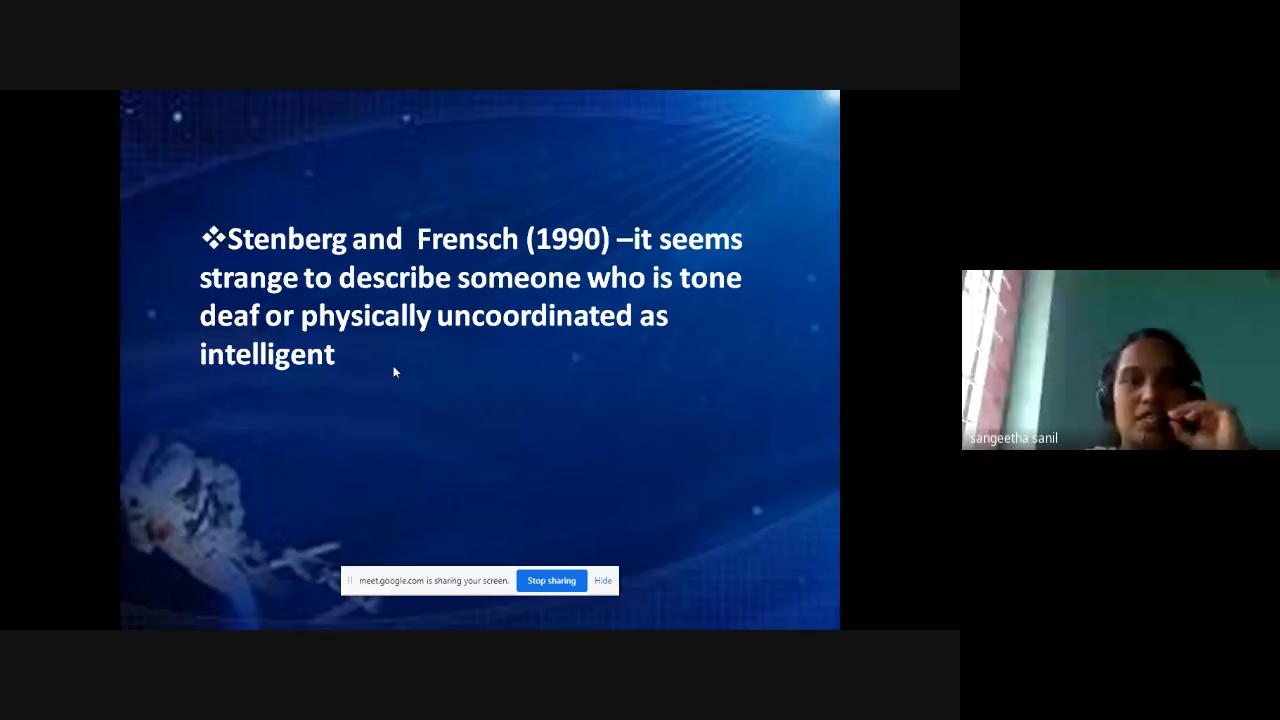 ❖Stenberg and Frensch (1990) –it seems
strange to describe someone who is tone
deaf or physically uncoordinated as
intelligent
meet.google.com is sharing your screen.
Stop sharing
Hide
sangeetha sanil